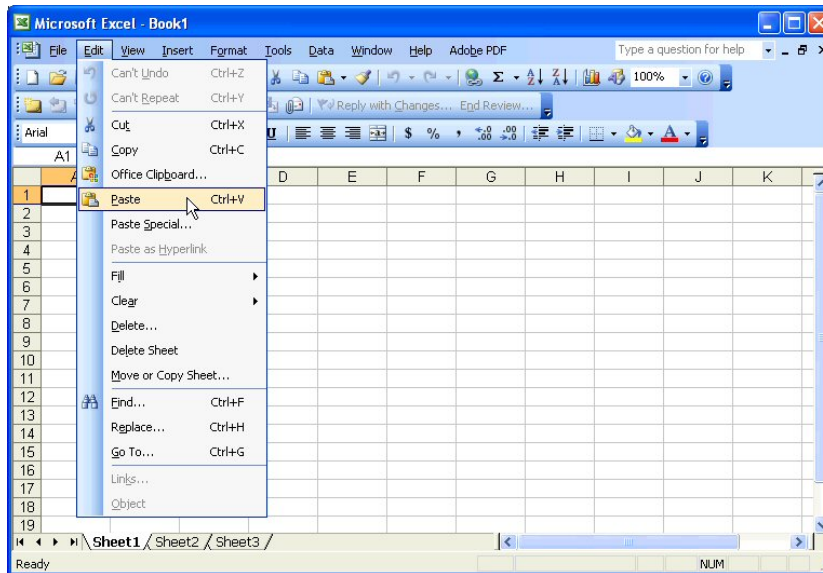 Microsoft Excel - Book1
File Edit View Insert Format Tools Data Window Help Adobe PDF Type a question for help
Can't Undo Ctrl+Z
100%
Can't Repeat Ctrl+Y
Reply with Changes... End Review...
Cut Ctrl+X
Arial
U $ % , .00 .00
Copy Ctrl+C
A1
Office Clipboard...
A D E F G H I J K
1
Paste Ctrl+V
2
Paste Special...
3
4
Paste as Hyperlink
5
Fill
6
7
Clear
8
Delete...
9
Delete Sheet
10
11
Move or Copy Sheet...
12
Find... Ctrl+F
13
Replace... Ctrl+H
14
15
Go To... Ctrl+G
16
Links...
17
18
Object
19
Sheet1 Sheet2 Sheet3
Ready NUM